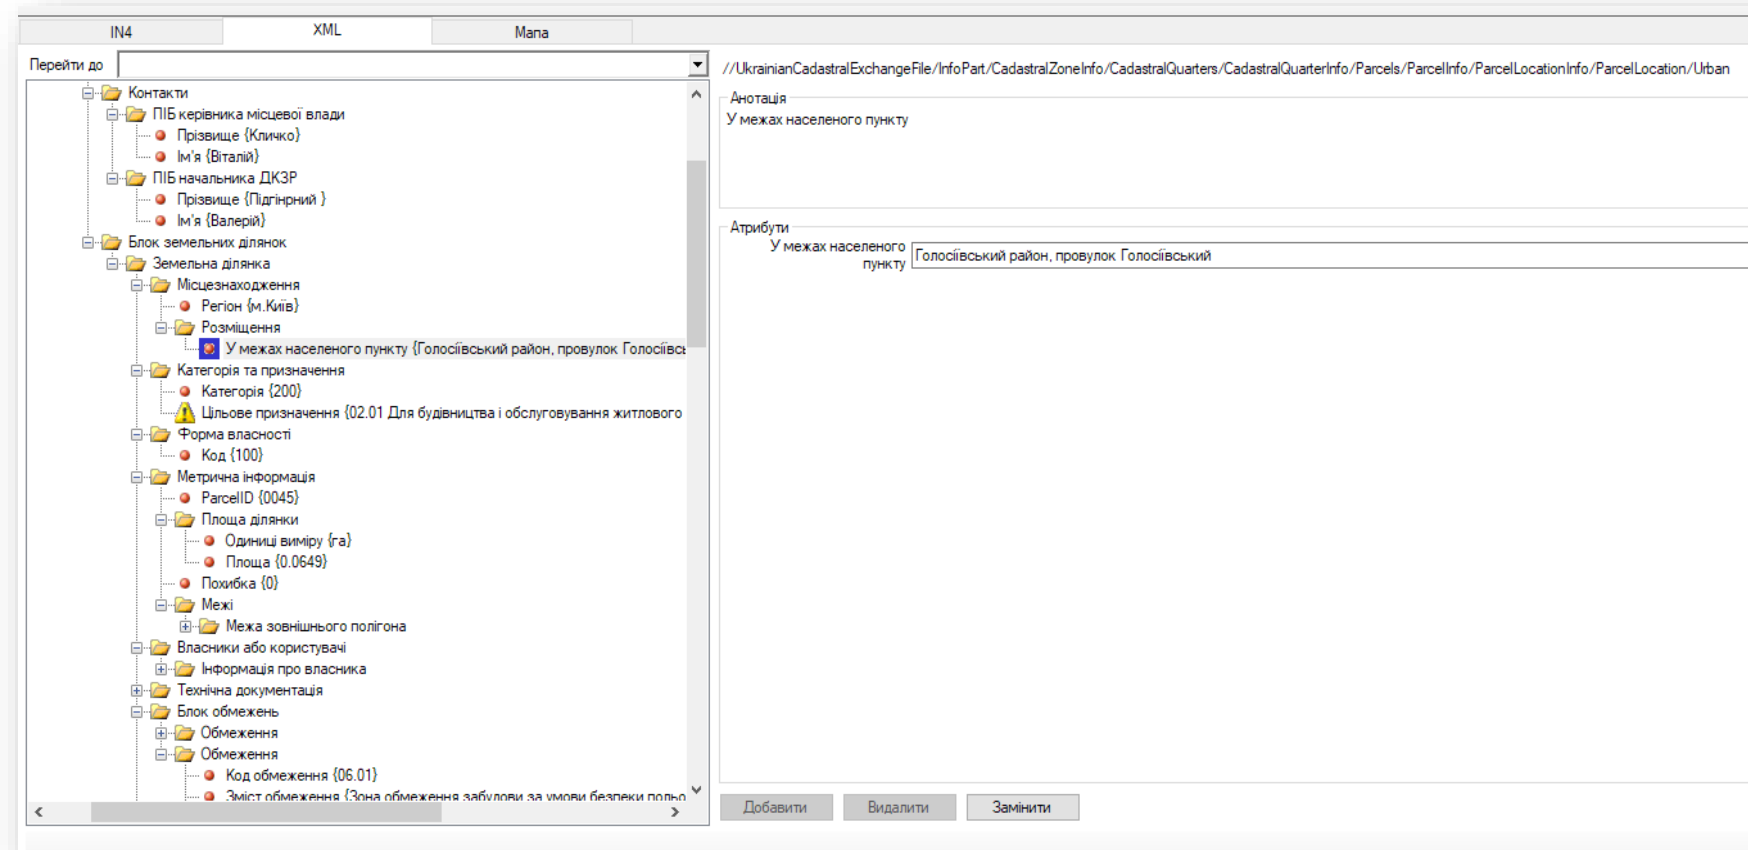 IN4
XML
Мапа
Перейти до
//UkrainianCadastralExchangeFile/InfoPart/CadastralZoneInfo/CadastralQuarters/CadastralQuarterInfo/Parcels/ParcelInfo/ParcelLocationInfo/ParcelLocation/Urban
Контакти
ПІБ керівника місцевої влади
Прізвище {Кличко}
Ім'я {Віталій}
ПІБ начальника ДКЗР
Прізвище {Підгінрний }
Ім'я {Валерій}
Блок земельних ділянок
Земельна ділянка
Місцезнаходження
Регіон {м.Київ}
Розміщення
У межах населеного пункту {Голосіївський район, провулок Голосіївсь
Категорія та призначення
Категорія {200}
Цільове призначення {02.01 Для будівництва і обслуговування житлового
Форма власності
Код {100}
Метрична інформація
ParcelID {0045}
Площа ділянки
Одиниці виміру {га}
Площа {0.0649}
Похибка {0}
Межі
Межа зовнішнього полігона
Власники або користувачі
Інформація про власника
Технічна документація
Блок обмежень
Обмеження
Обмеження
Код обмеження {06.01}
Зміст обмеження {Зона обмеження забудови за умови безпеки польо
Анотація
У межах населеного пункту
Атрибути
У межах населеного
пункту
Голосіївський район, провулок Голосіївський
Добавити
Видалити
Замінити